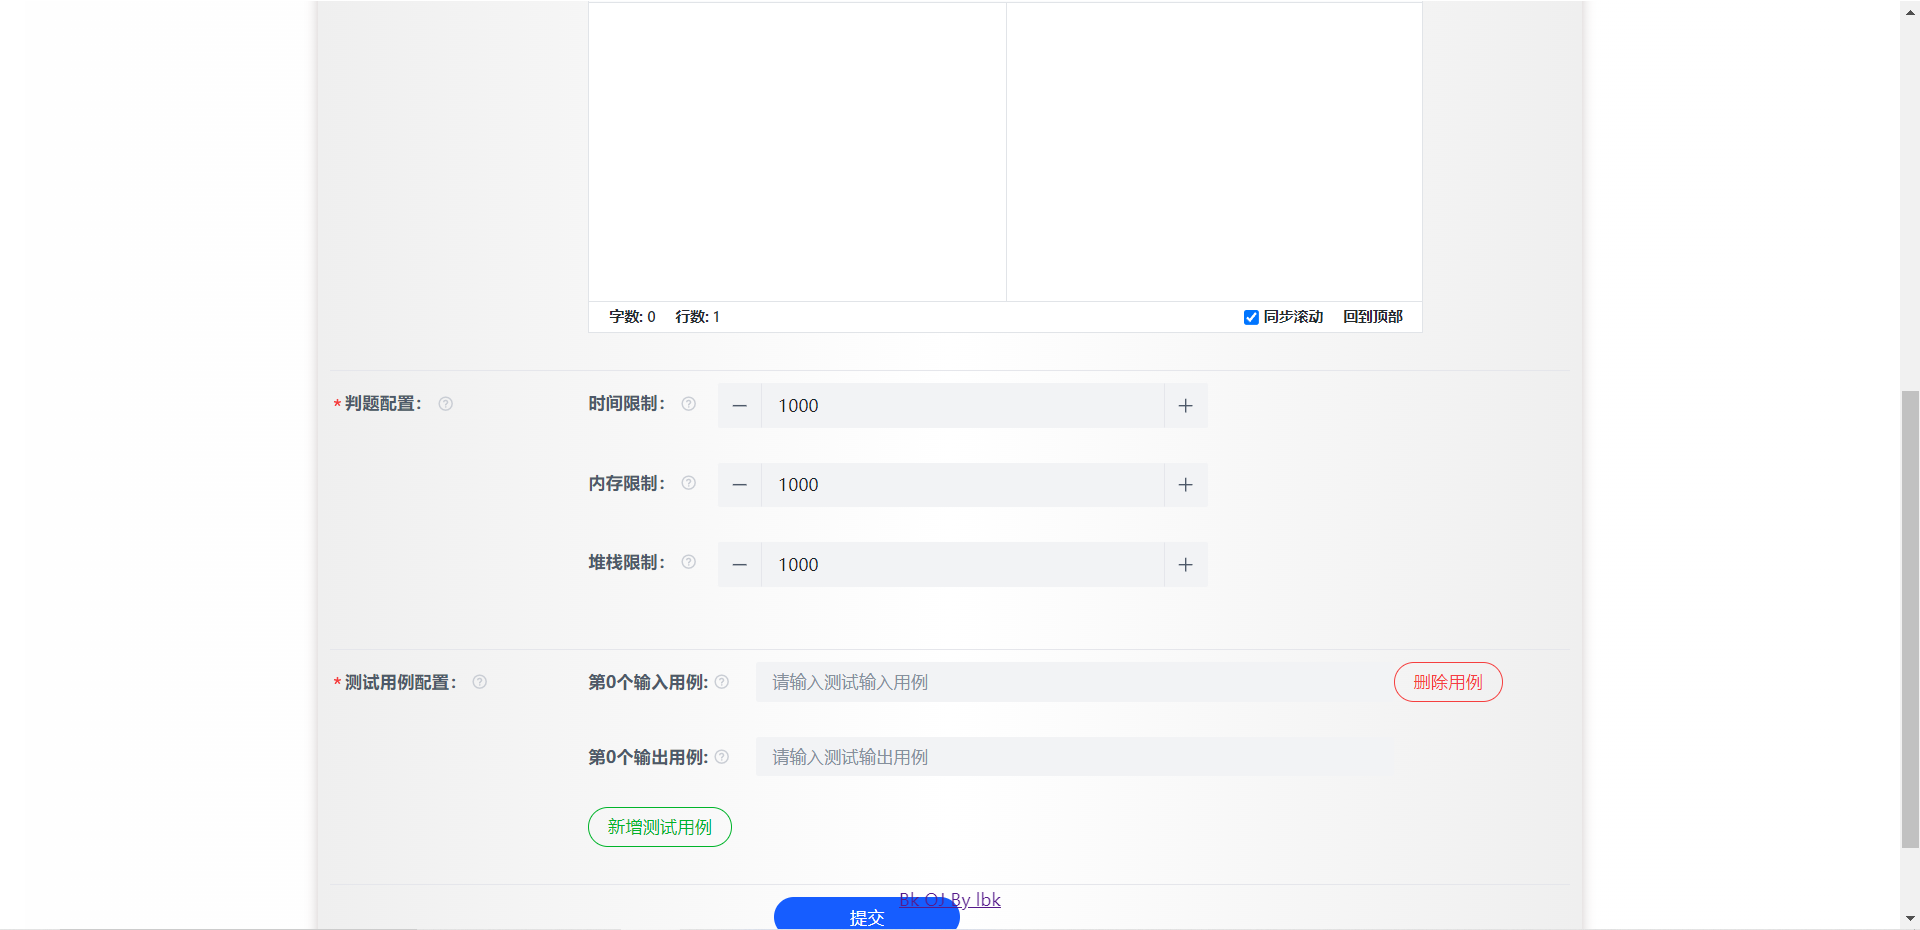 字数: 0 行数: 1 同步滚动 回到顶部
* 判题配置： 时间限制： 1000
内存限制： 1000
堆栈限制： 1000
* 测试用例配置： 第0个输入用例: 请输入测试输入用例 删除用例
第0个输出用例: 请输入测试输出用例
新增测试用例
Bk OJ By lbk
提交